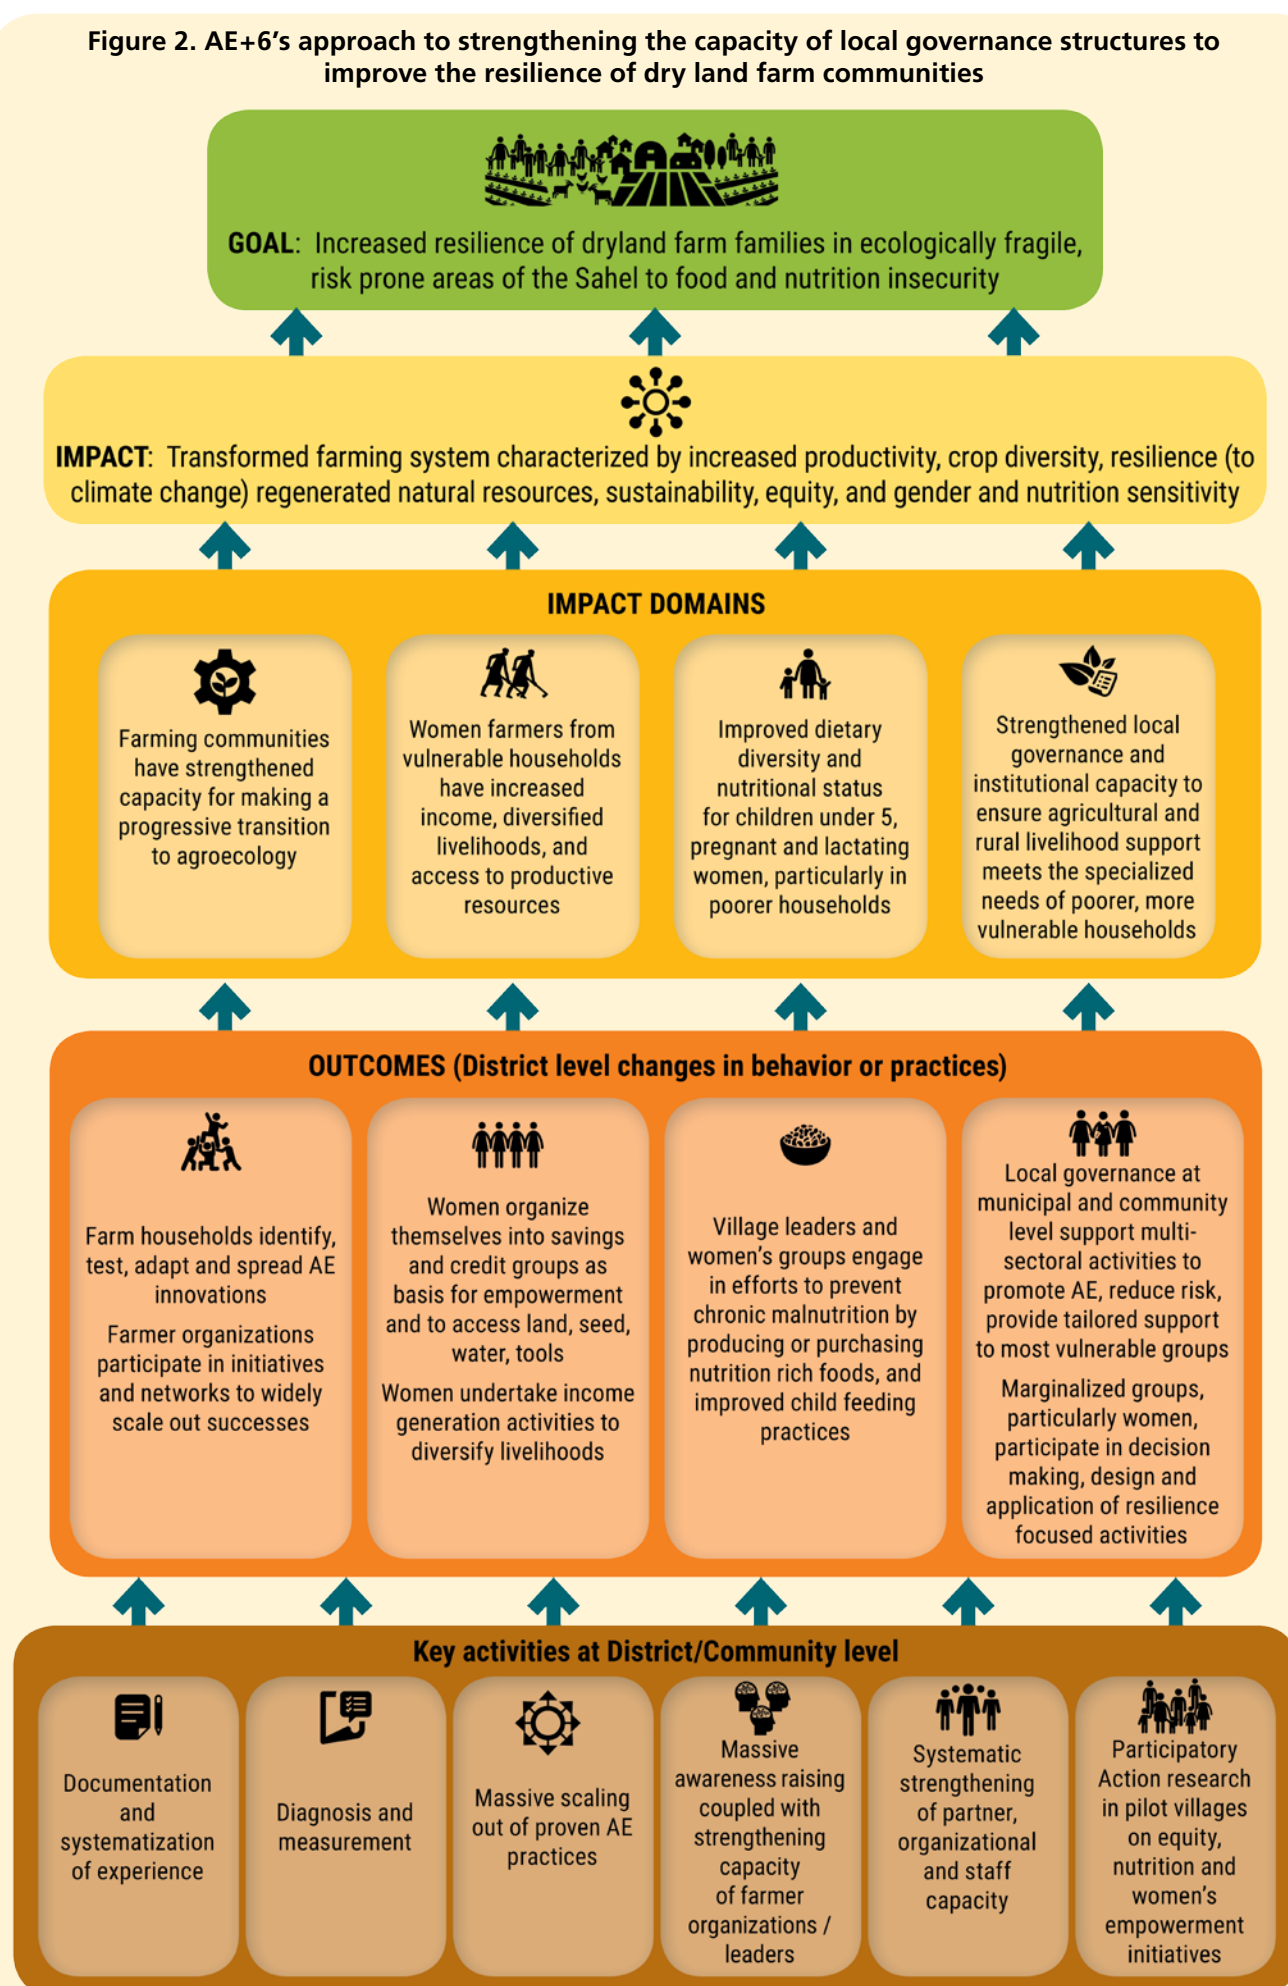 Figure 2. AE+6’s approach to strengthening the capacity of local governance structures to
improve the resilience of dry land farm communities
GOAL: Increased resilience of dryland farm families in ecologically fragile,
risk prone areas of the Sahel to food and nutrition insecurity
IMPACT: Transformed farming system characterized by increased productivity, crop diversity, resilience (to
climate change) regenerated natural resources, sustainability, equity, and gender and nutrition sensitivity
IMPACT DOMAINS
Farming communities
have strengthened
capacity for making a
progressive transition
to agroecology
Women farmers from
vulnerable households
have increased
income, diversified
livelihoods, and
access to productive
resources
Improved dietary
diversity and
nutritional status
for children under 5,
pregnant and lactating
women, particularly in
poorer households
Strengthened local
governance and
institutional capacity to
ensure agricultural and
rural livelihood support
meets the specialized
needs of poorer, more
vulnerable households
OUTCOMES (District level changes in behavior or practices)
Farm households identify,
test, adapt and spread AE
innovations
Farmer organizations
participate in initiatives
and networks to widely
scale out successes
Women organize
themselves into savings
and credit groups as
basis for empowerment
and to access land, seed,
water, tools
Women undertake income
generation activities to
diversify livelihoods
Village leaders and
women’s groups engage
in efforts to prevent
chronic malnutrition by
producing or purchasing
nutrition rich foods, and
improved child feeding
practices
Local governance at
municipal and community
level support multi-
sectoral activities to
promote AE, reduce risk,
provide tailored support
to most vulnerable groups
Marginalized groups,
particularly women,
participate in decision
making, design and
application of resilience
focused activities
Key activities at District/Community level
Documentation
and
systematization
of experience
Diagnosis and
measurement
Massive scaling
out of proven AE
practices
Massive
awareness raising
coupled with
strengthening
capacity
of farmer
organizations /
leaders
Systematic
strengthening
of partner,
organizational
and staff
capacity
Participatory
Action research
in pilot villages
on equity,
nutrition and
women’s
empowerment
initiatives